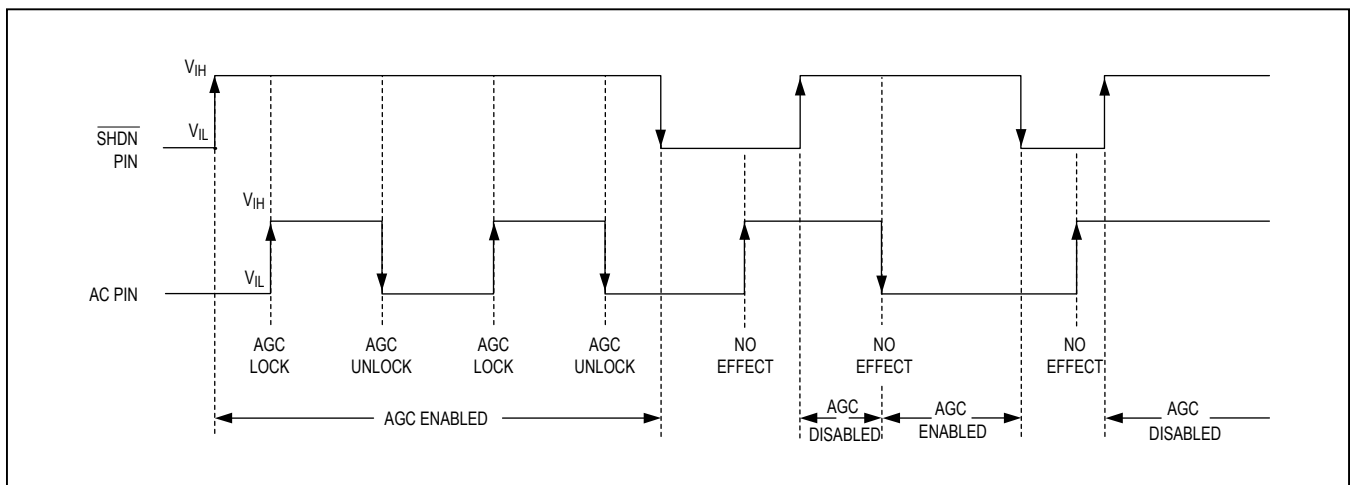 VIH
SHDN
VIL
PIN
VIH
AC PIN
VIL
AGC
LOCK
AGC
UNLOCK
AGC
LOCK
AGC
UNLOCK
NO
EFFECT
NO
EFFECT
NO
EFFECT
AGC ENABLED
AGC
DISABLED
AGC
ENABLED
AGC
DISABLED